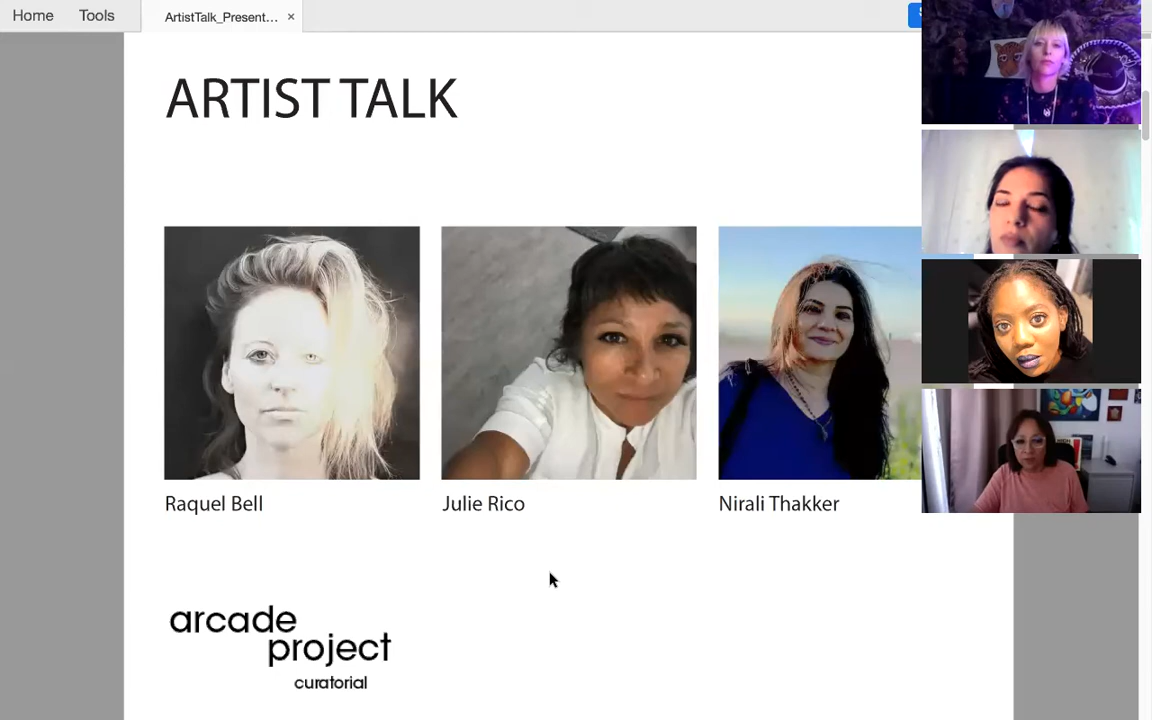 Home Tools ArtistTalk_Present... ×
ARTIST TALK
Raquel Bell
Julie Rico
Nirali Thakker
arcade
project
curatorial